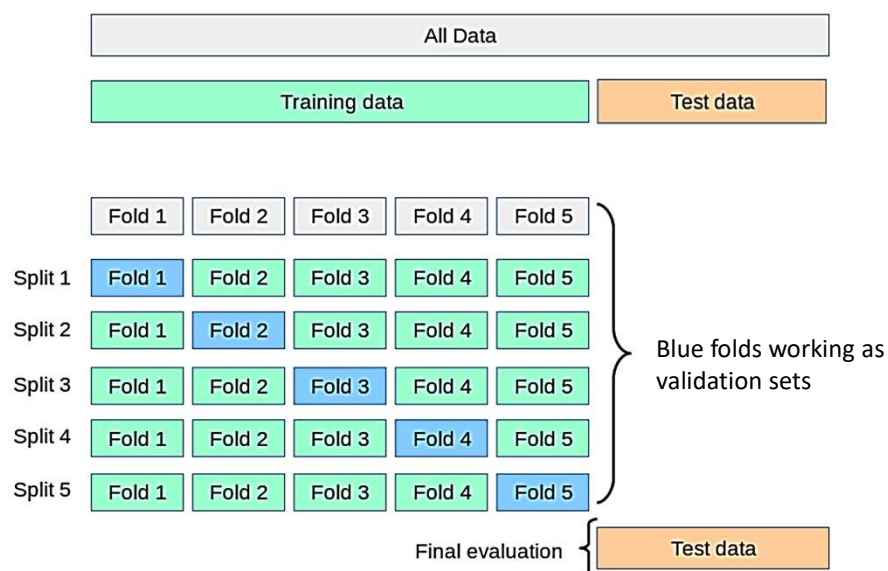 All Data
Training data Test data
Fold 1 Fold 2 Fold 3 Fold 4 Fold 5
Split 1 Fold 1 Fold 2 Fold 3 Fold 4 Fold 5
Split 2 Fold 1 Fold 2 Fold 3 Fold 4 Fold 5
Split 3 Fold 1 Fold 2 Fold 3 Fold 4 Fold 5
Split 4 Fold 1 Fold 2 Fold 3 Fold 4 Fold 5
Split 5 Fold 1 Fold 2 Fold 3 Fold 4 Fold 5
Blue folds working as
validation sets
Final evaluation Test data